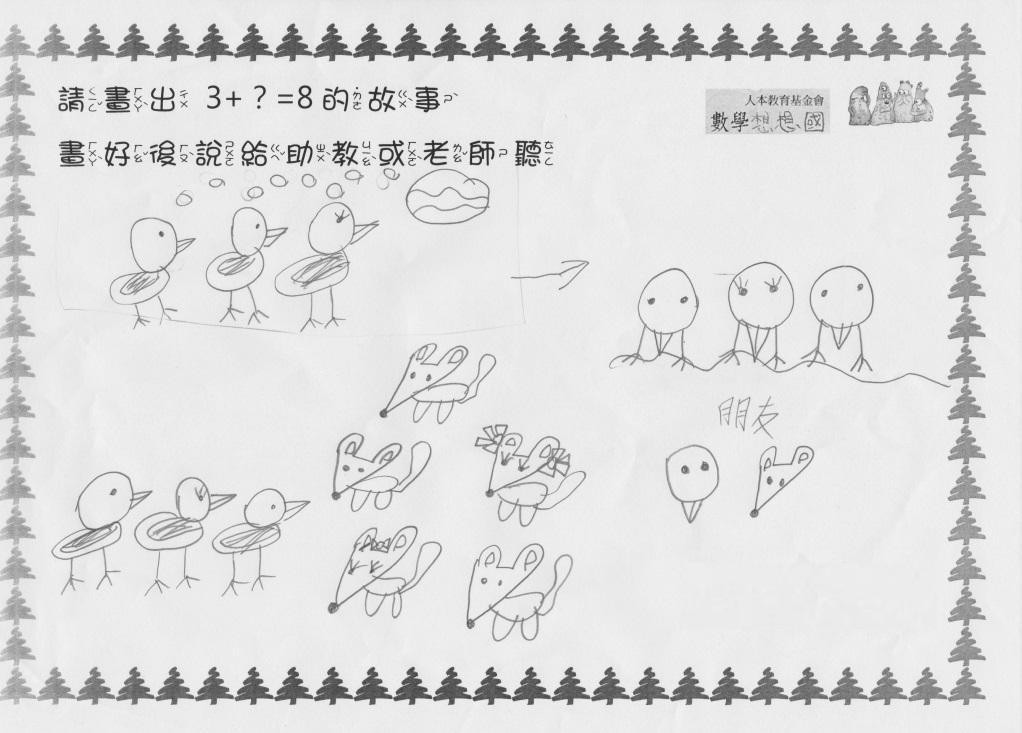 請畫出 3+?=8 的故事
人本教育基金會
數學想想國
畫好後說給助教或老師聽
朋友